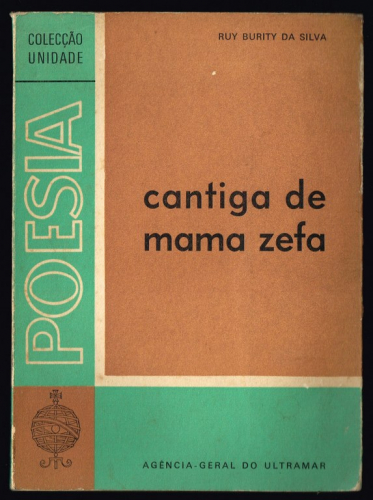 COLECÇÃO
UNIDADE
RUY BURITY DA SILVA
POESIA
cantiga de
mama zefa
AGÊNCIA-GERAL DO ULTRAMAR